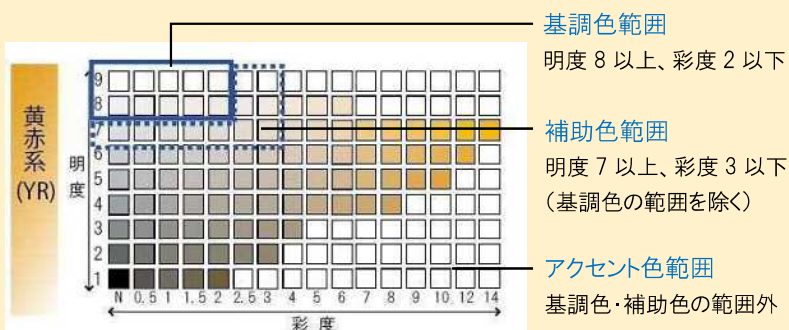 基調色範囲
明度 8 以上、彩度 2 以下
補助色範囲
明度 7 以上、彩度 3 以下
（基調色の範囲を除く）
アクセント色範囲
基調色・補助色の範囲外
黄赤系
(YR)
明度
9
8
7
6
5
4
3
2
1
N 0.5 1 1.5 2 2.5 3 4 5 6 7 8 9 10 12 14
彩度